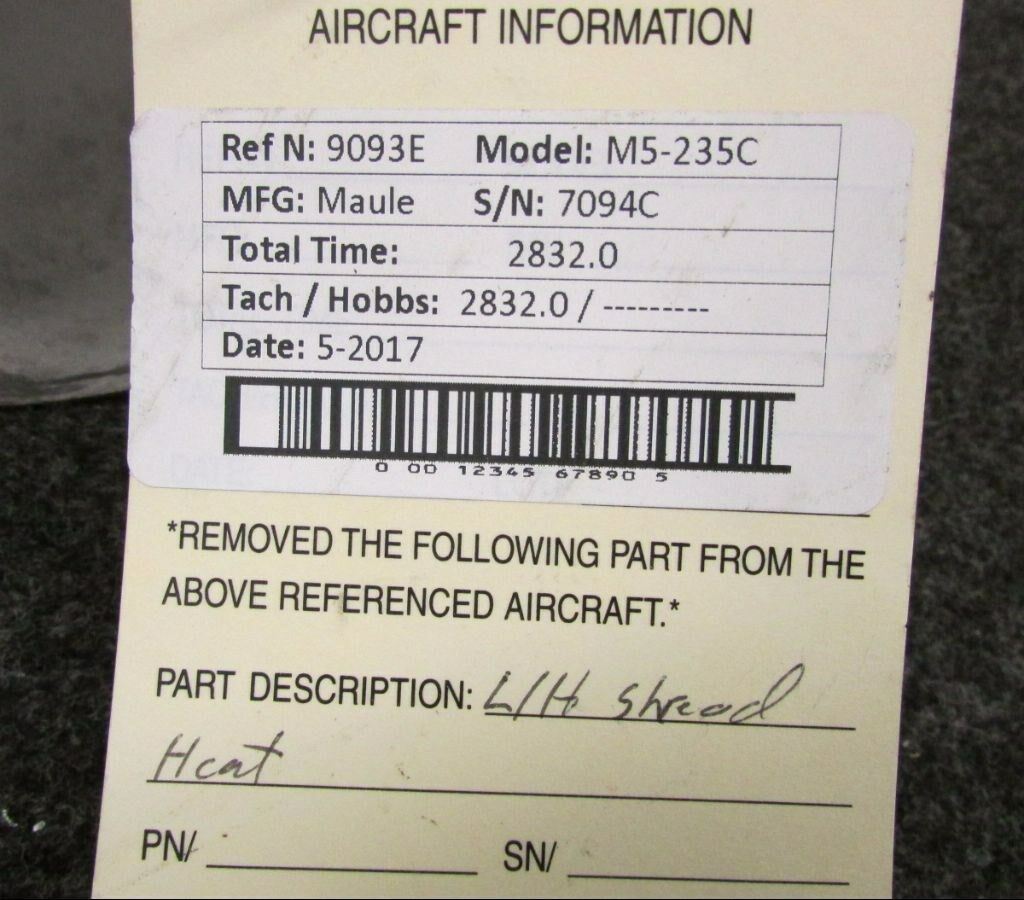 AIRCRAFT INFORMATION
Ref N: 9093E Model: M5-235C
MFG: Maule S/N: 7094C
Total Time: 2832.0
Tach / Hobbs: 2832.0 / ---------
Date: 5-2017
0 00 12345 67890 5
*REMOVED THE FOLLOWING PART FROM THE
ABOVE REFERENCED AIRCRAFT.*
PART DESCRIPTION: L/H Shread
Heat
PN/ SN/